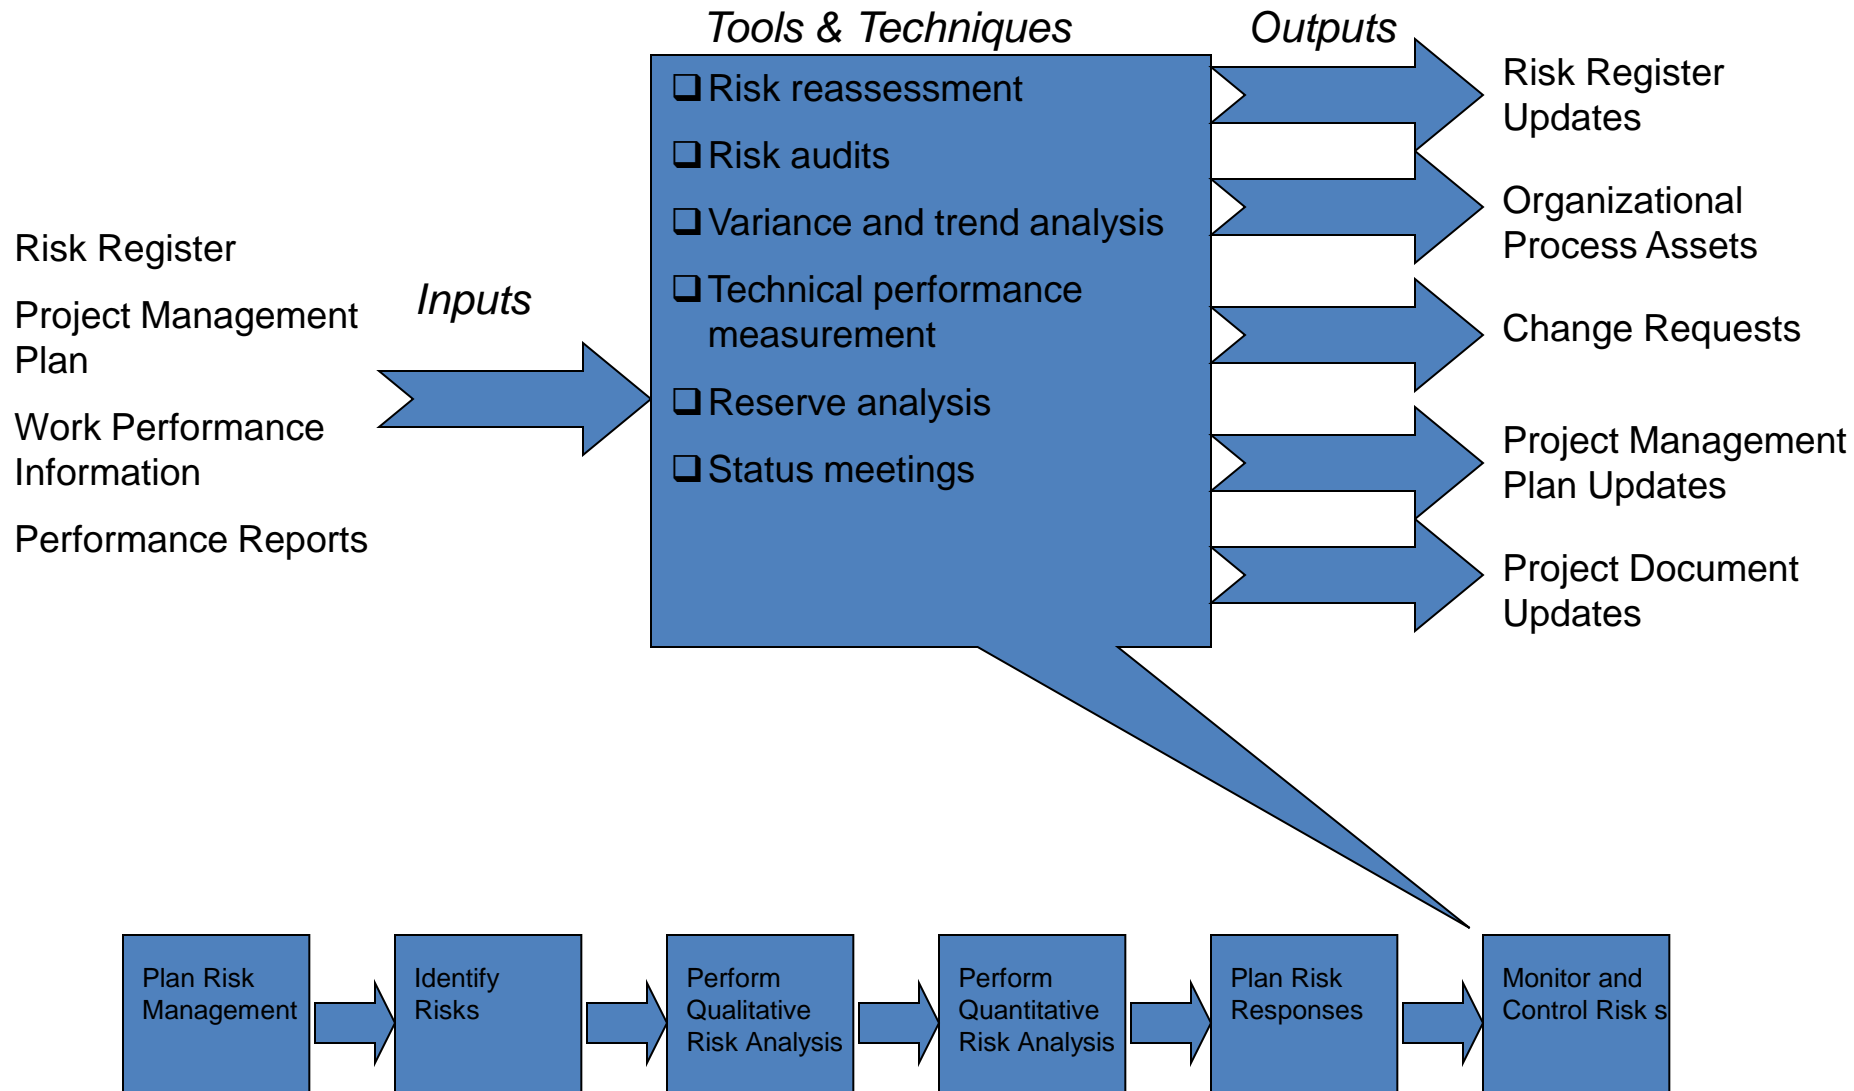 Tools & Techniques
Outputs
Risk Register
Project Management
Plan
Work Performance
Information
Performance Reports
Inputs
Risk reassessment
Risk audits
Variance and trend analysis
Technical performance
measurement
Reserve analysis
Status meetings
Risk Register
Updates
Organizational
Process Assets
Change Requests
Project Management
Plan Updates
Project Document
Updates
Plan Risk
Management
Identify
Risks
Perform
Qualitative
Risk Analysis
Perform
Quantitative
Risk Analysis
Plan Risk
Responses
Monitor and
Control Risk s